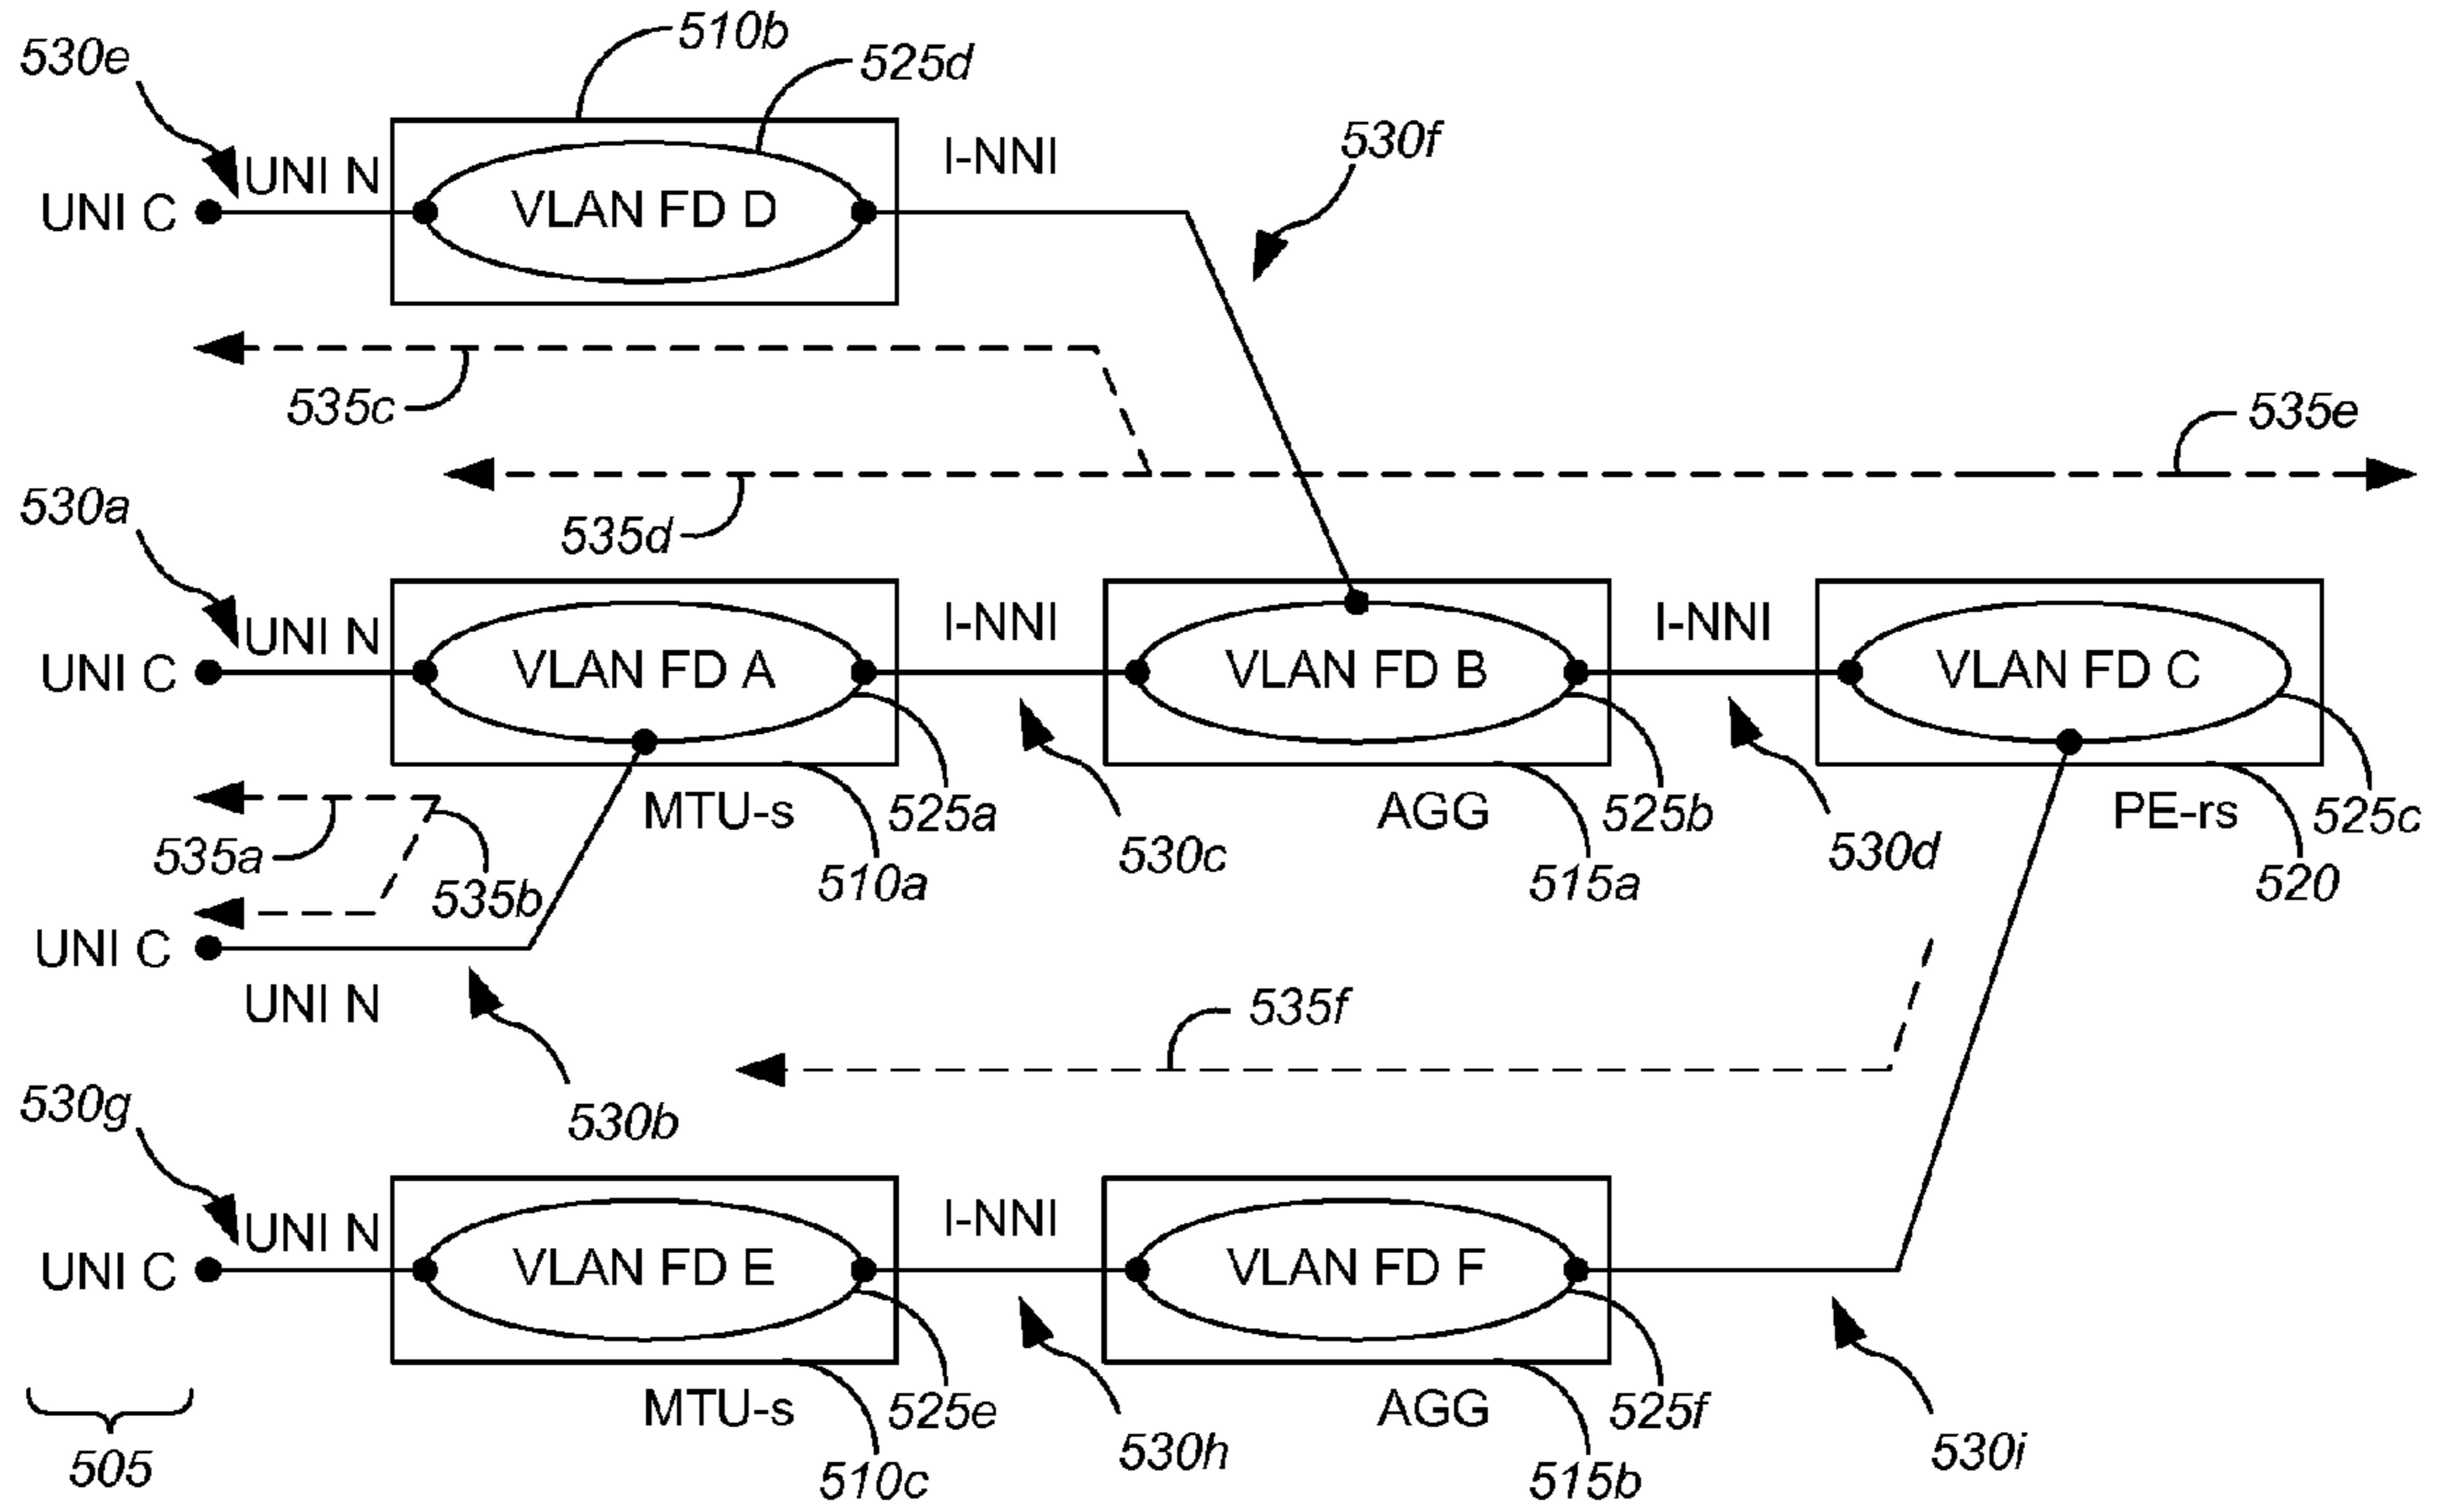 510b
530e
525d
530f
UNI N
I-NNI
UNI C
VLAN FD D
535c
535e
530a
535d
UNI N
I-NNI
I-NNI
UNI C
VLAN FD A
VLAN FD B
VLAN FD C
MTU-s
525a
AGG
525b
PE-rs
525c
535a
530c
530d
535b
510a
515a
520
UNI C
UNI N
535f
530g
530b
UNI N
I-NNI
UNI C
VLAN FD E
VLAN FD F
MTU-s
525e
AGG
525f
505
510c
530h
515b
530i